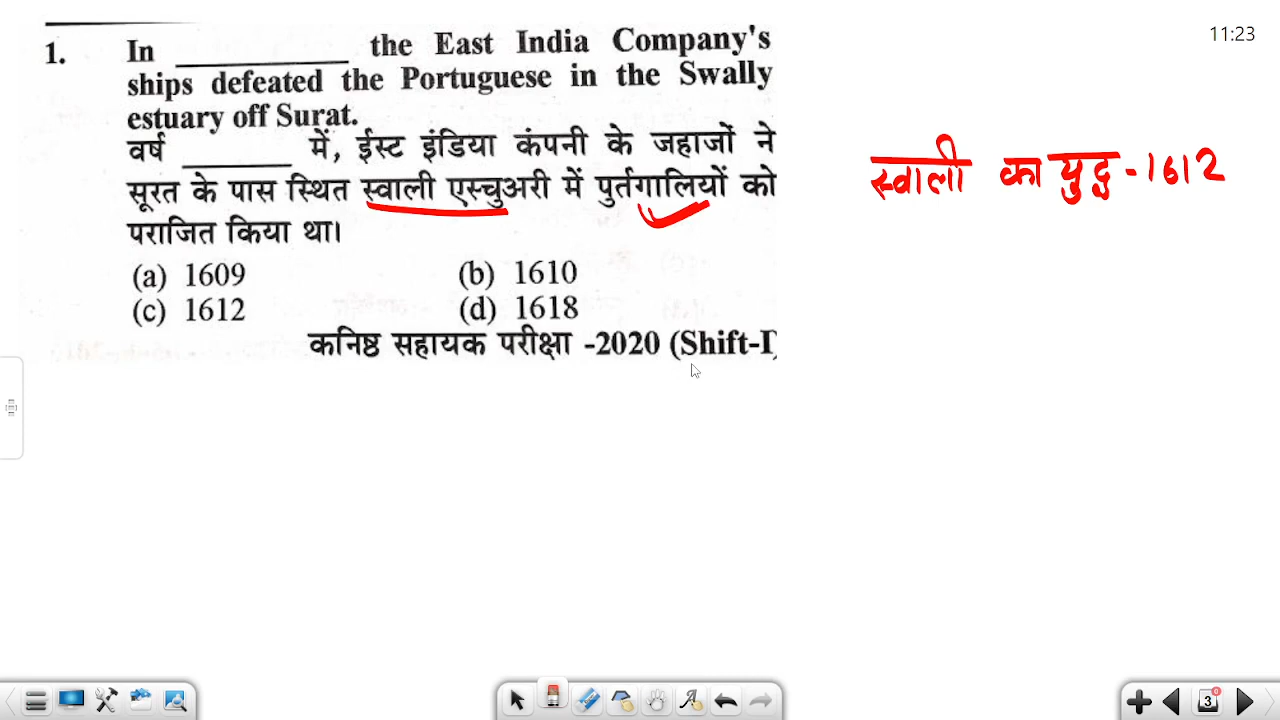 11:23
1. In ____________ the East India Company's
ships defeated the Portuguese in the Swally
estuary off Surat.
वर्ष ________ में, ईस्ट इंडिया कंपनी के जहाजों ने
सूरत के पास स्थित स्वाली एस्चुअरी में पुर्तगालियों को
पराजित किया था।
(a) 1609 (b) 1610
(c) 1612 (d) 1618
कनिष्ठ सहायक परीक्षा -2020 (Shift-I)
स्वाली का युद्ध - 1612
3